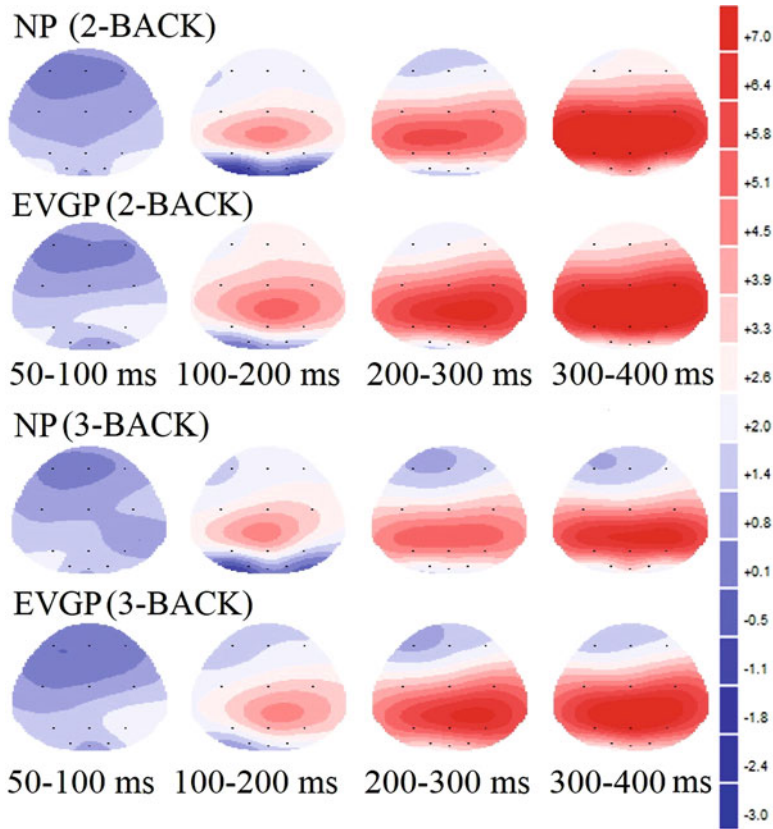 NP (2-BACK)
EVGP (2-BACK)
50-100 ms 100-200 ms 200-300 ms 300-400 ms
NP (3-BACK)
EVGP (3-BACK)
50-100 ms 100-200 ms 200-300 ms 300-400 ms
+7.0
+6.4
+5.8
+5.1
+4.5
+3.9
+3.3
+2.6
+2.0
+1.4
+0.8
+0.1
-0.5
-1.1
-1.8
-2.4
-3.0